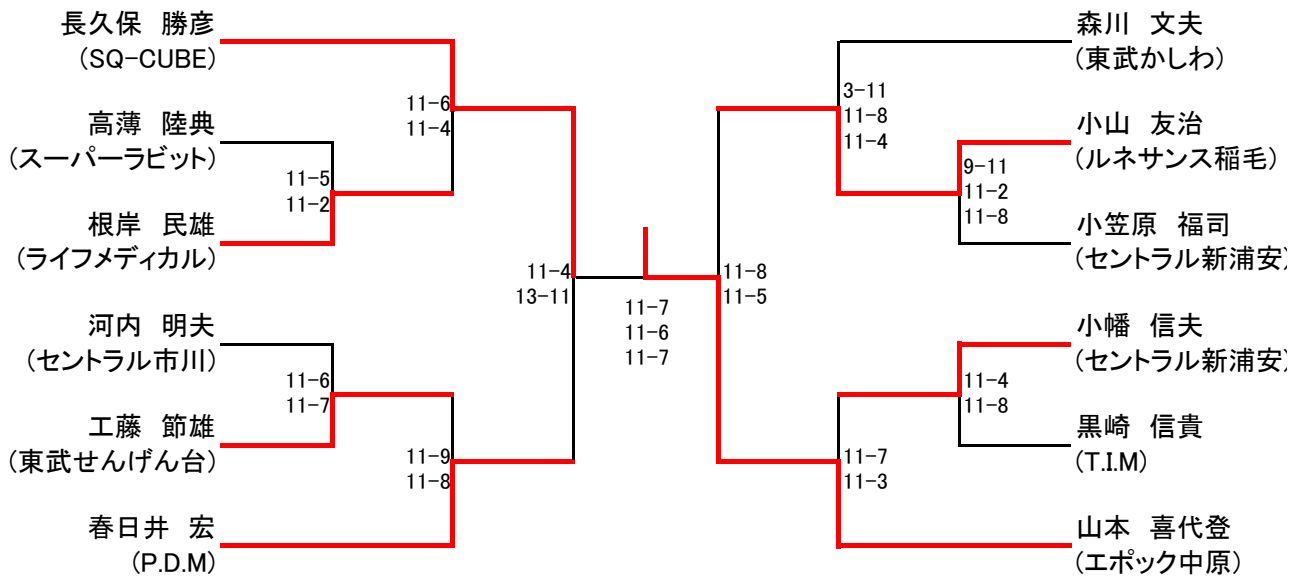 長久保 勝彦
(SQ-CUBE)
高薄 陸典
(スーパーラビット)
根岸 民雄
(ライフメディカル)
河内 明夫
(セントラル市川)
工藤 節雄
(東武せんげん台)
春日井 宏
(P.D.M)
11-6
11-4
11-5
11-2
11-6
11-7
11-9
11-8
11-4
13-11
11-7
11-6
11-7
11-8
11-5
3-11
11-8
11-4
9-11
11-2
11-8
11-4
11-8
11-7
11-3
森川 文夫
(東武かしわ)
小山 友治
(ルネサンス稲毛)
小笠原 福司
(セントラル新浦安)
小幡 信夫
(セントラル新浦安)
黒崎 信貴
(T.I.M)
山本 喜代登
(エポック中原)